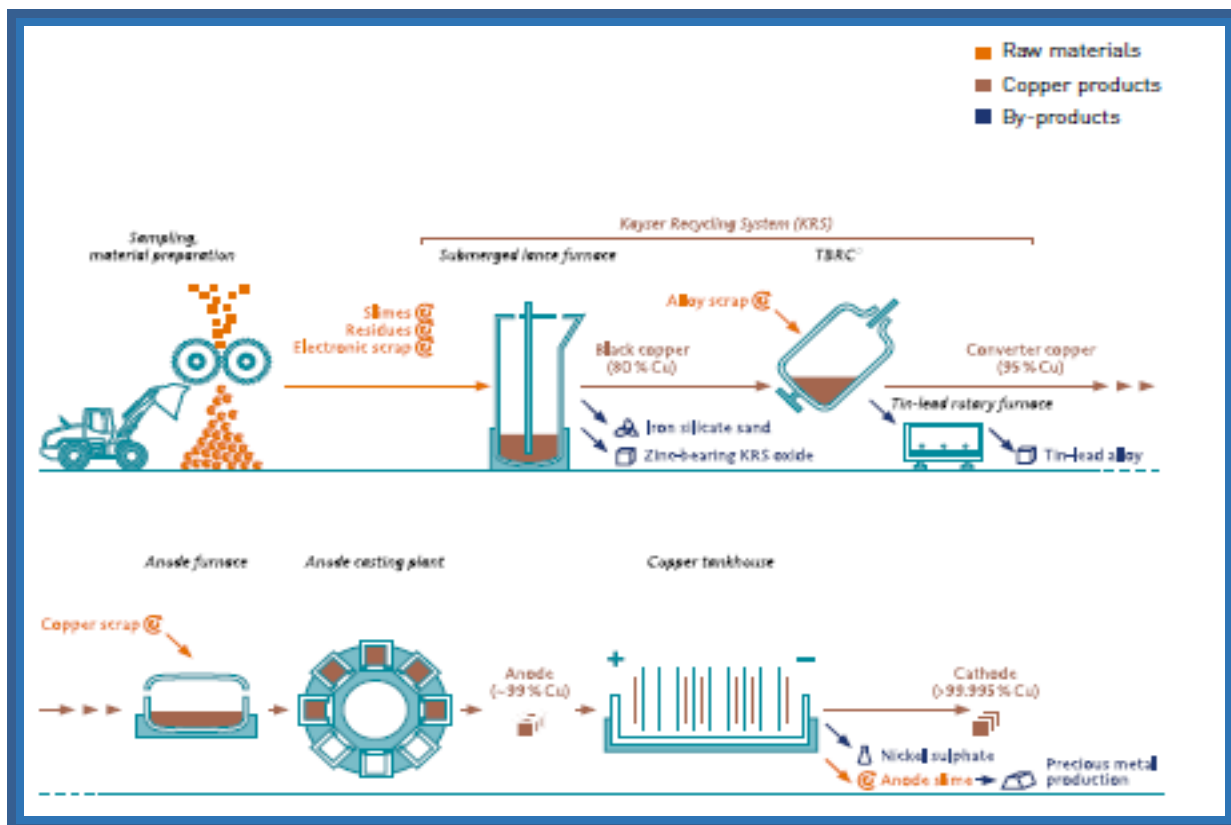 Raw materials
Copper products
By-products
Kayser Recycling System (KRS)
Sampling,
material preparation
Submerged lance furnace
TBRC
Slimes
Residues
Electronic scrap
Alloy scrap
Black copper
(80 % Cu)
Converter copper
(95 % Cu)
Tin-lead rotary furnace
Iron silicate sand
Zinc-bearing KRS oxide
Tin-lead alloy
Anode furnace
Anode casting plant
Copper tankhouse
Copper scrap
+
−
Anode
(~99 % Cu)
Cathode
(>99.995 % Cu)
Nickel sulphate
Anode slime
Precious metal
production